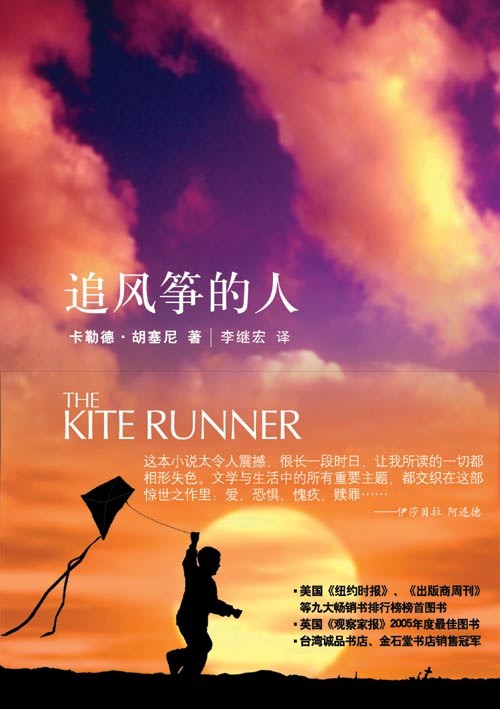 追风筝的人
卡勒德·胡塞尼 著 | 李继宏 译
THE
KITE RUNNER
这本小说太令人震撼，很长一段时日，让我所读的一切都
相形失色。文学与生活中的所有重要主题，都交织在这部
惊世之作里：爱、恐惧、愧疚、赎罪……
——伊莎贝拉 阿连德
▪美国《纽约时报》、《出版商周刊》
等九大畅销书排行榜榜首图书
▪英国《观察家报》2005年度最佳图书
▪台湾诚品书店、金石堂书店销售冠军